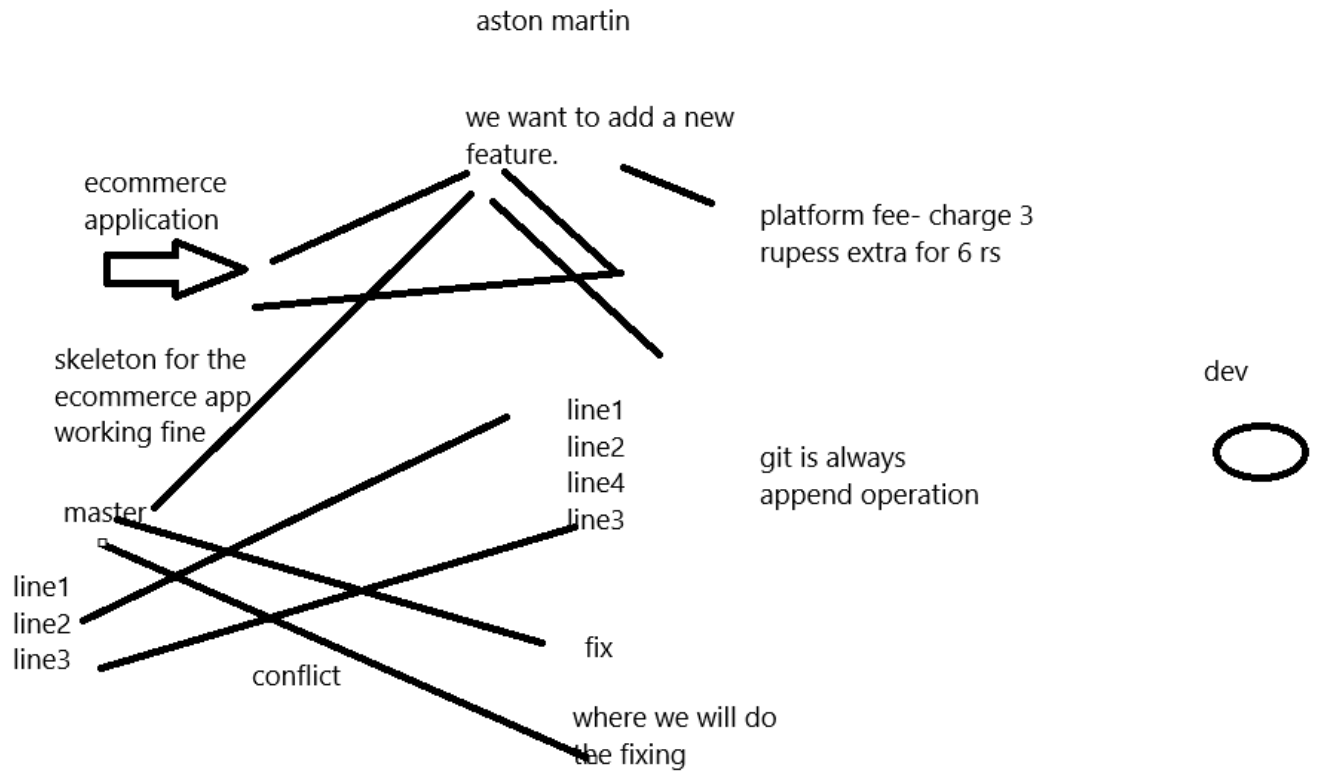 aston martin
we want to add a new
feature.
ecommerce
application
platform fee- charge 3
rupess extra for 6 rs
skeleton for the
ecommerce app
working fine
dev
line1
line2
line4
line3
git is always
append operation
master
line1
line2
line3
fix
conflict
where we will do
the fixing